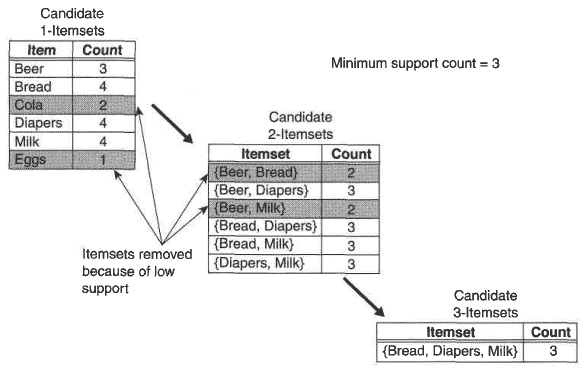 Candidate
1-Itemsets
Item Count
Beer 3
Bread 4
Cola 2
Diapers 4
Milk 4
Eggs 1
Minimum support count = 3
Candidate
2-Itemsets
Itemset Count
{Beer, Bread} 2
{Beer, Diapers} 3
{Beer, Milk} 2
{Bread, Diapers} 3
{Bread, Milk} 3
{Diapers, Milk} 3
Itemsets removed
because of low
support
Candidate
3-Itemsets
Itemset Count
{Bread, Diapers, Milk} 3